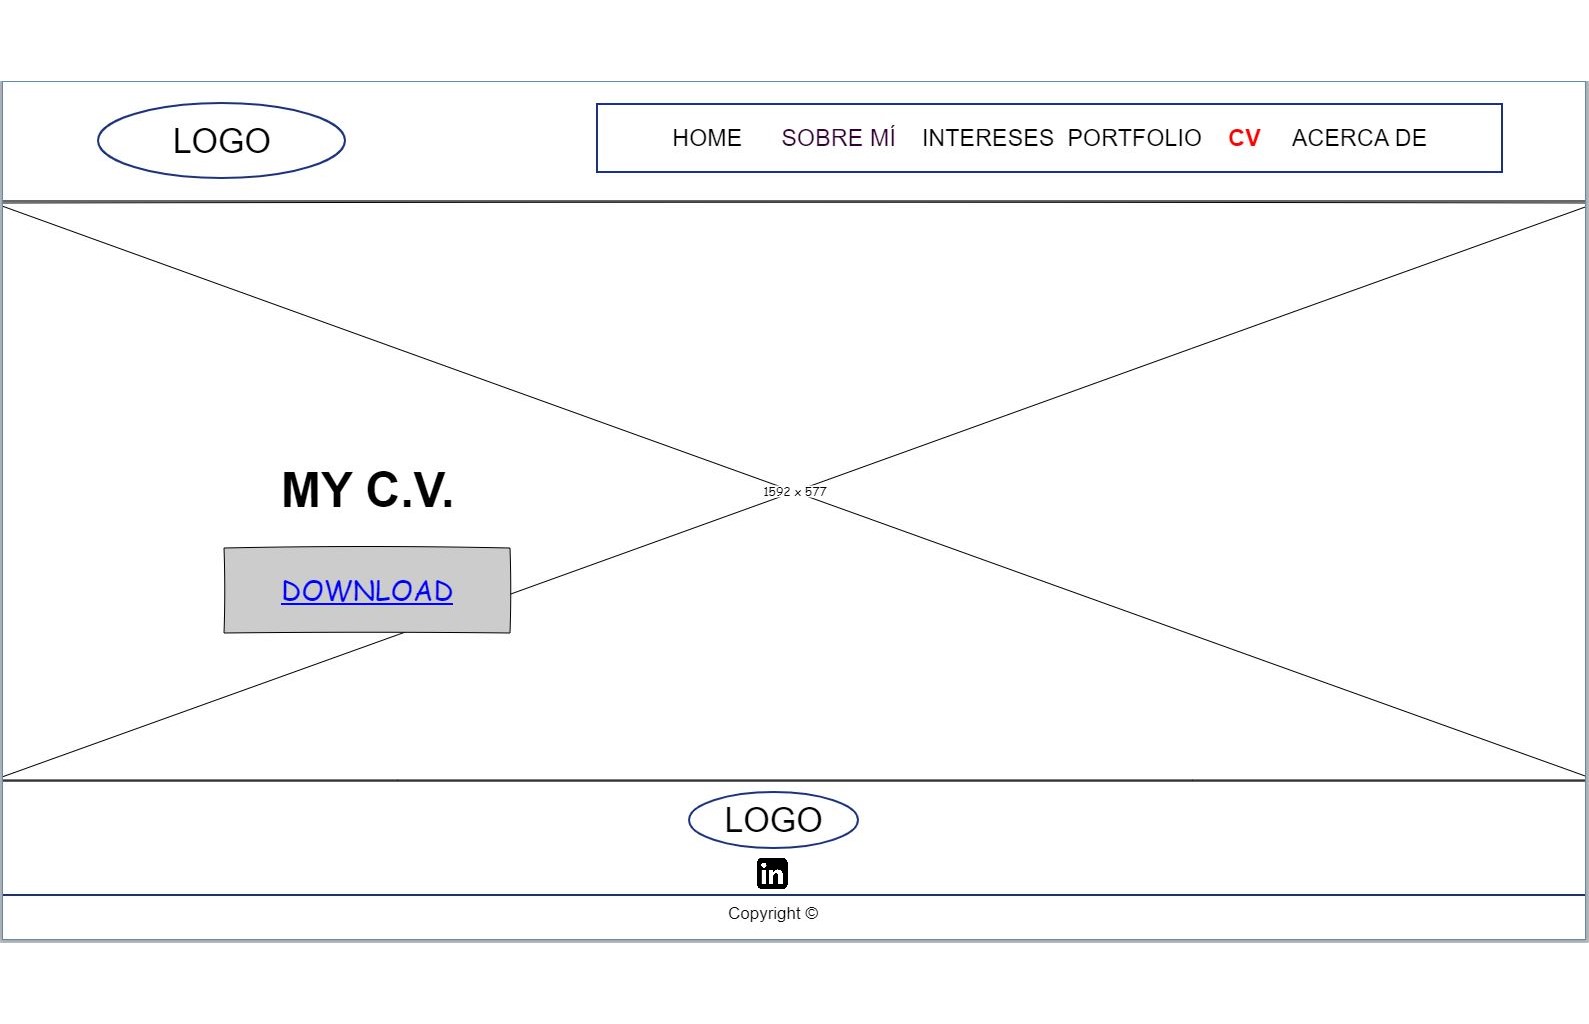 LOGO
HOME SOBRE MÍ INTERESES PORTFOLIO CV ACERCA DE
MY C.V.
1592 x 577
DOWNLOAD
LOGO
in
Copyright ©